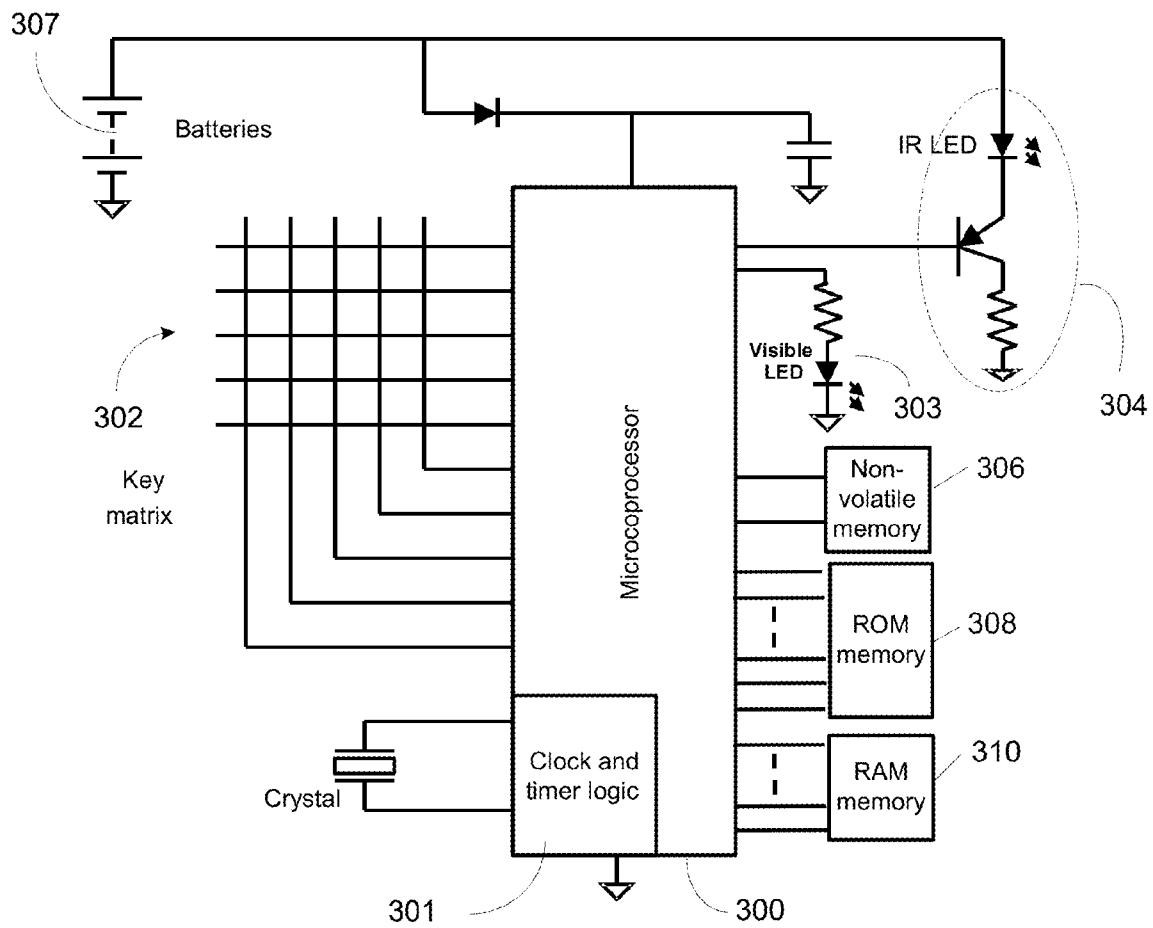 307
Batteries
IR LED
304
302
Key
matrix
Visible
LED
303
Microcoprocessor
Non-
volatile
memory
306
ROM
memory
308
RAM
memory
310
Clock and
timer logic
Crystal
301
300